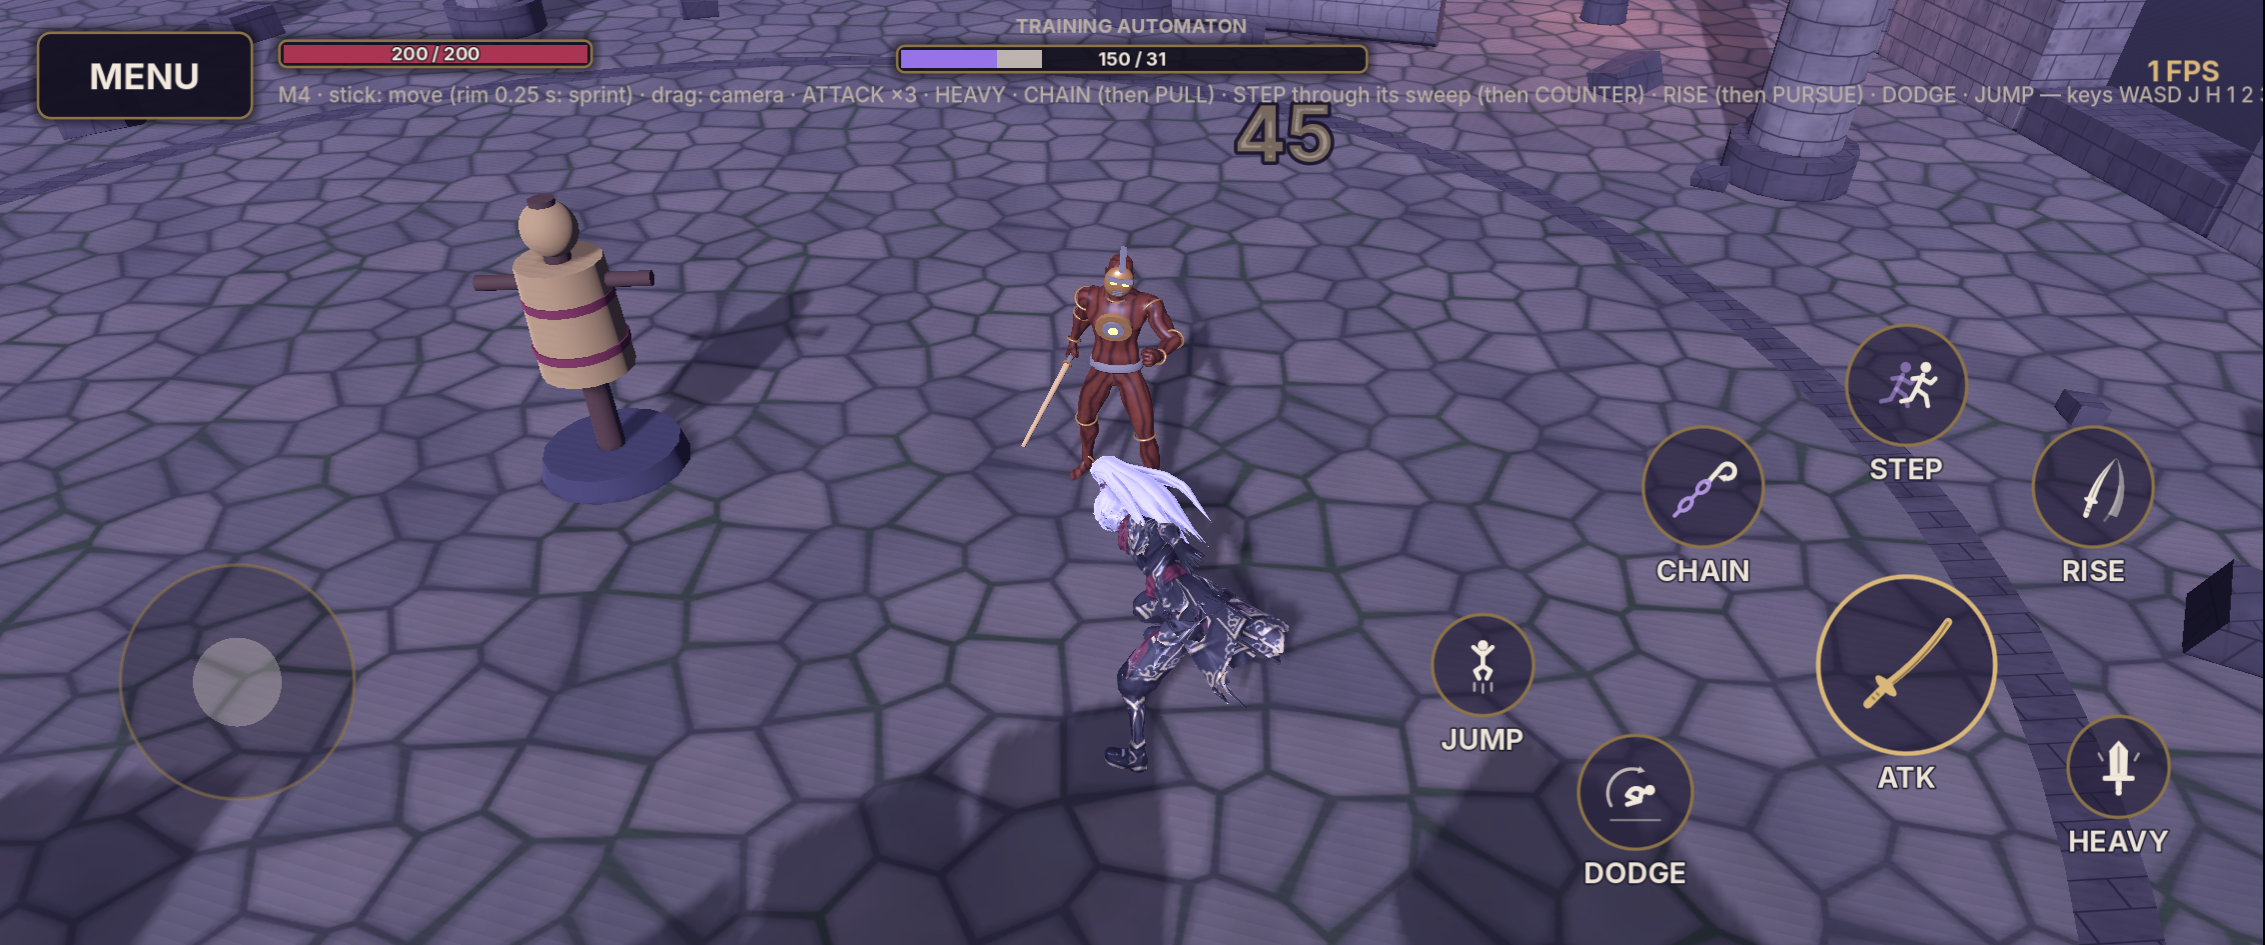 MENU
200 / 200
TRAINING AUTOMATON
150 / 31
1 FPS
M4 · stick: move (rim 0.25 s: sprint) · drag: camera · ATTACK ×3 · HEAVY · CHAIN (then PULL) · STEP through its sweep (then COUNTER) · RISE (then PURSUE) · DODGE · JUMP — keys WASD J H 1 2
45
STEP
CHAIN
RISE
JUMP
ATK
DODGE
HEAVY